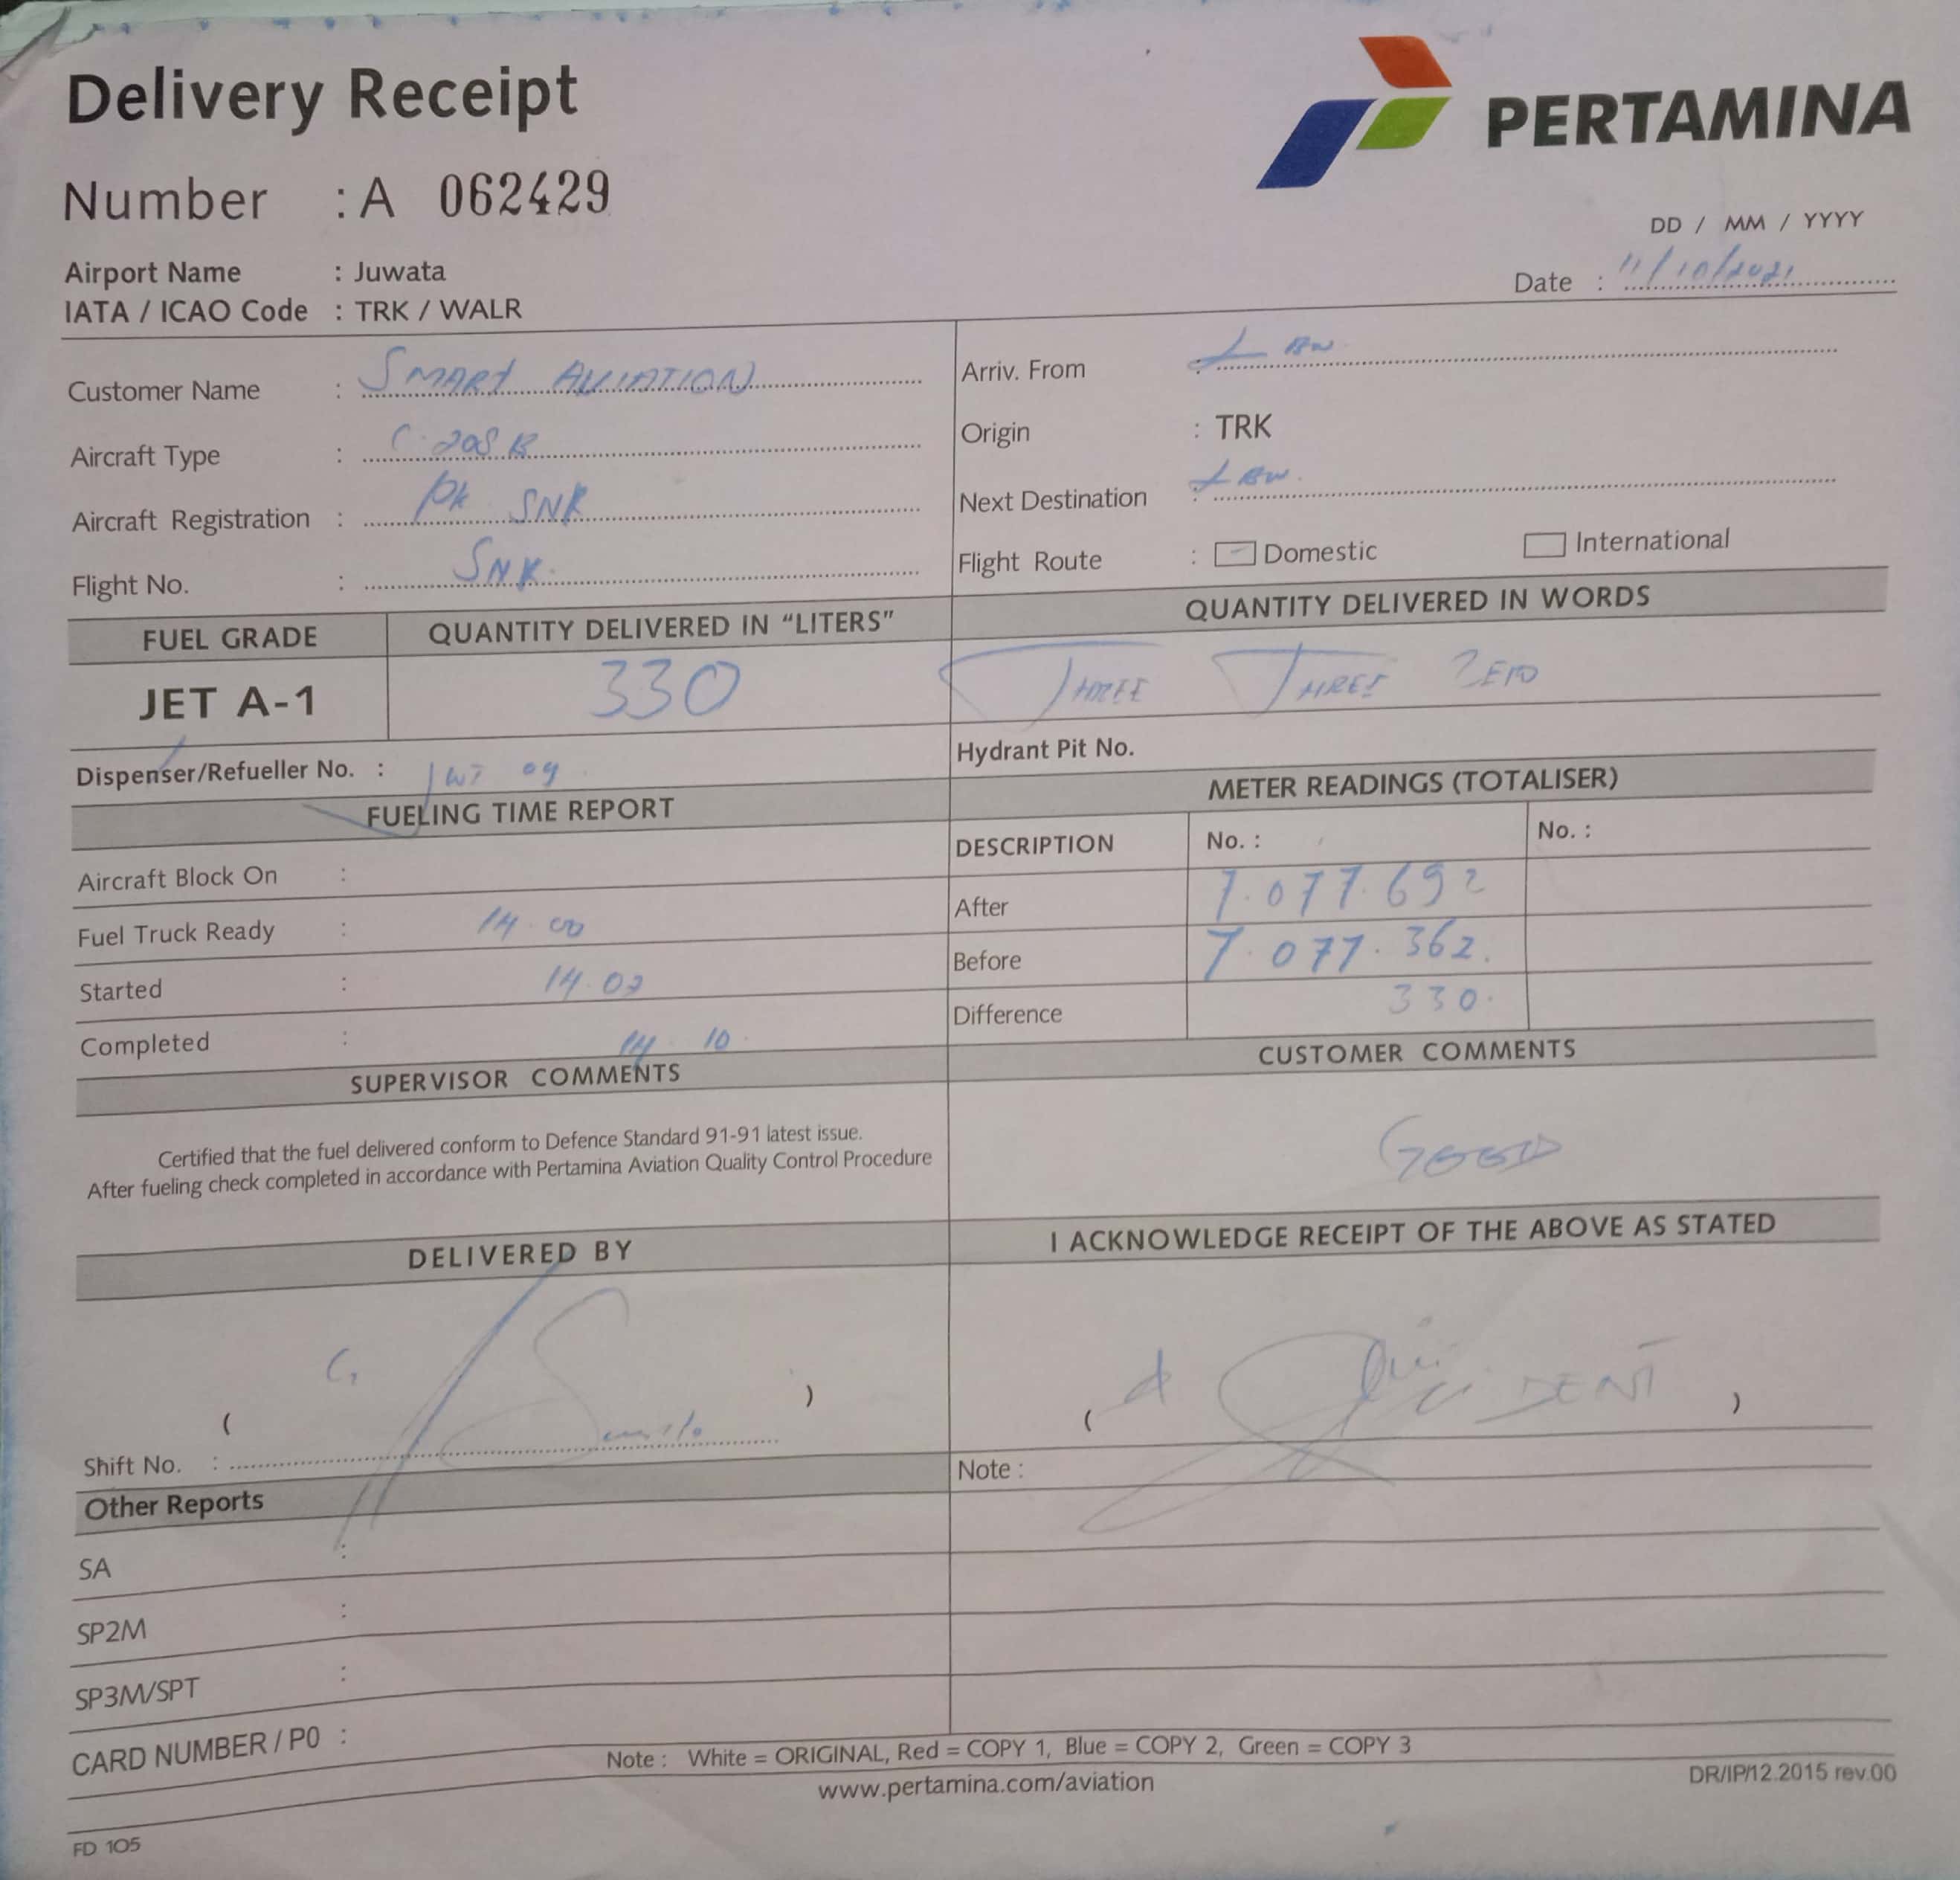 Delivery Receipt
PERTAMINA
Number : A 062429
DD / MM / YYYY
Airport Name : Juwata
Date : 11/10/2021
IATA / ICAO Code : TRK / WALR
Customer Name : SMART AVIATION
Arriv. From : LBW
Aircraft Type : C 208 B
Origin : TRK
Aircraft Registration : PK SNK
Next Destination : LBW
Flight No. : SNK
Flight Route : Domestic International
FUEL GRADE QUANTITY DELIVERED IN “LITERS” QUANTITY DELIVERED IN WORDS
JET A-1 330 THREE THREE ZERO
Dispenser/Refueller No. : JWT 09
Hydrant Pit No.
FUELING TIME REPORT
METER READINGS (TOTALISER)
DESCRIPTION No. : No. :
Aircraft Block On :
After 7.077.692
Fuel Truck Ready : 14.00
Before 7.077.362.
Started : 14.02
Difference 330.
Completed : 14.10
SUPERVISOR COMMENTS
CUSTOMER COMMENTS
Certified that the fuel delivered conform to Defence Standard 91-91 latest issue.
After fueling check completed in accordance with Pertamina Aviation Quality Control Procedure
GOOD
DELIVERED BY
I ACKNOWLEDGE RECEIPT OF THE ABOVE AS STATED
( )
( )
Shift No. :
Note :
Other Reports
SA :
SP2M :
SP3M/SPT :
CARD NUMBER / P0 :
Note : White = ORIGINAL, Red = COPY 1, Blue = COPY 2, Green = COPY 3
www.pertamina.com/aviation
DR/IP/12.2015 rev.00
FD 105